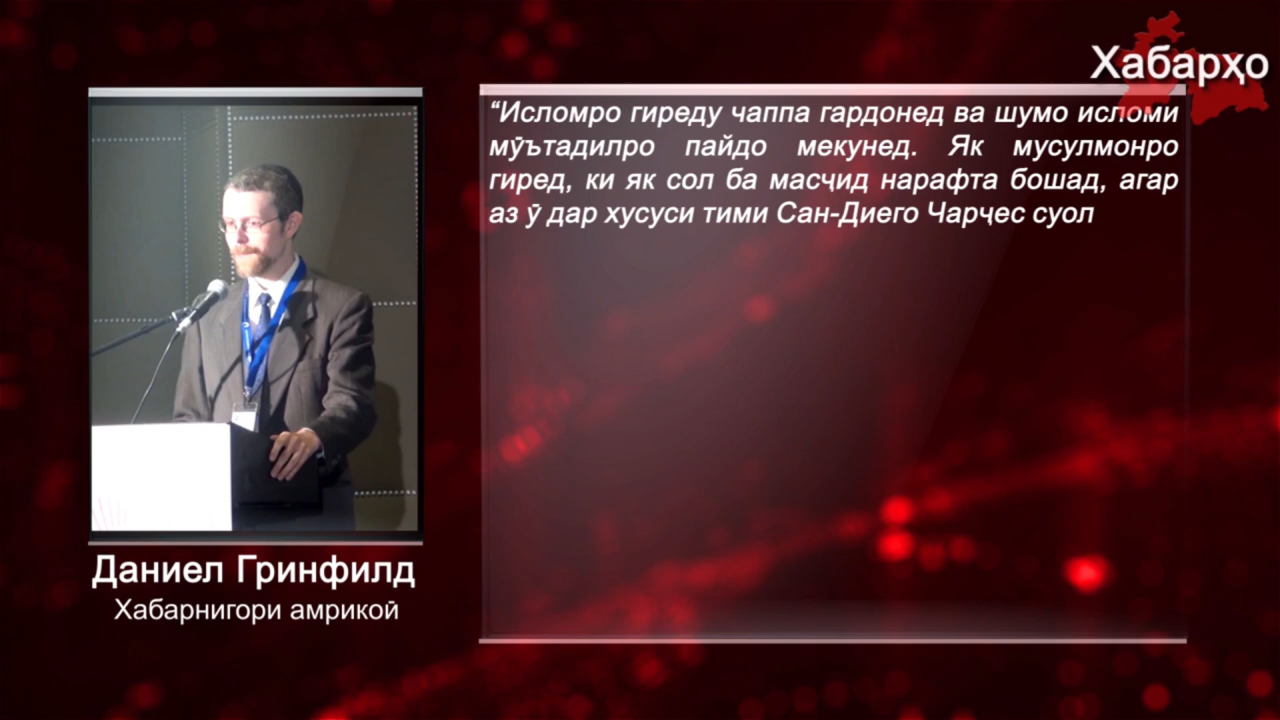 Хабарҳо
“Исломро гиреду чаппа гардонед ва шумо исломи
мӯътадилро пайдо мекунед. Як мусулмонро
гиред, ки як сол ба масҷид нарафта бошад, агар
аз ӯ дар хусуси тими Сан-Диего Чарҷес суол
Даниел Гринфилд
Хабарнигори амрикоӣ